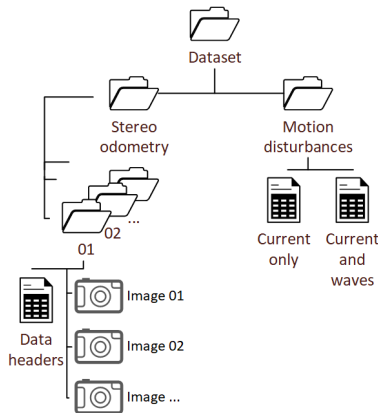 Dataset
Stereo
odometry
Motion
disturbances
02
...
01
Current
only
Current
and
waves
Data
headers
Image 01
Image 02
Image ...